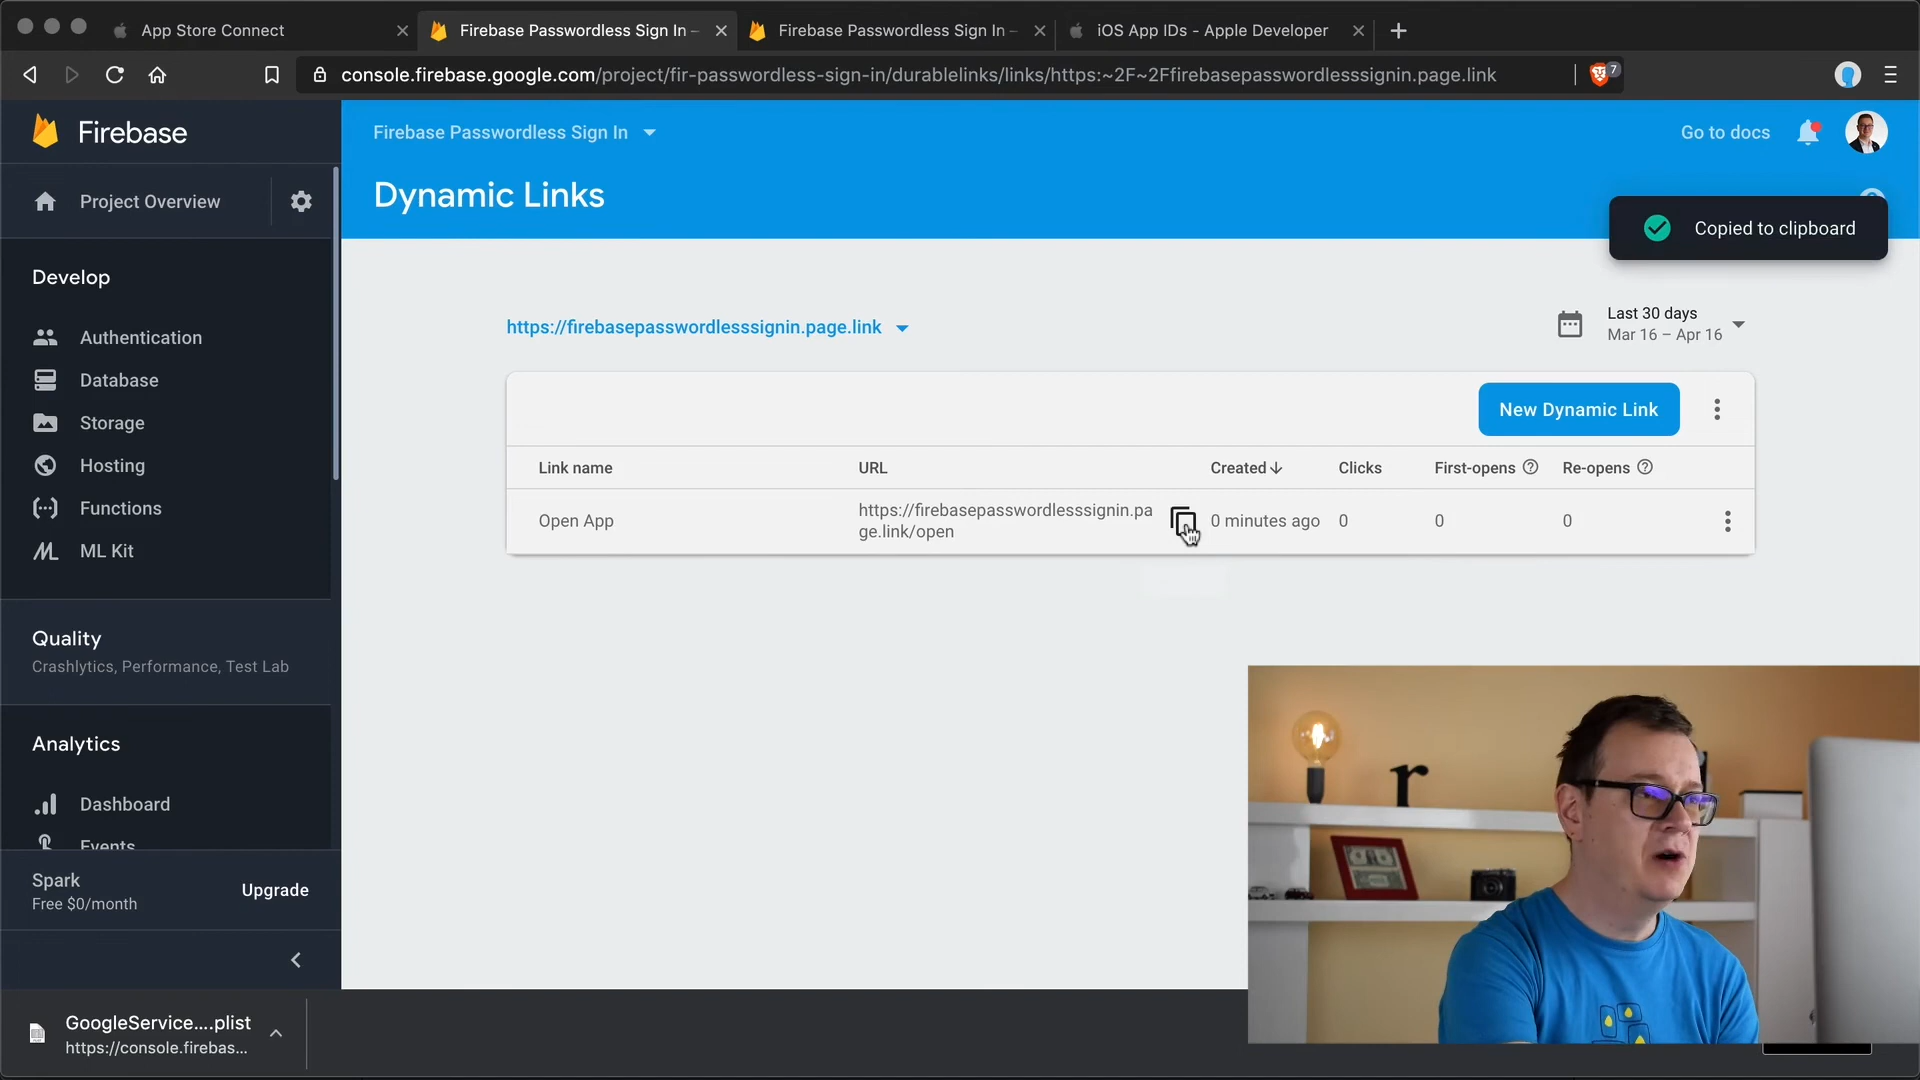 App Store Connect
Firebase Passwordless Sign In –
Firebase Passwordless Sign In –
iOS App IDs - Apple Developer
console.firebase.google.com/project/fir-passwordless-sign-in/durablelinks/links/https:~2F~2Ffirebasepasswordlesssignin.page.link
7
Firebase
Firebase Passwordless Sign In
Go to docs
Project Overview
Dynamic Links
Copied to clipboard
Develop
Authentication
Database
Storage
Hosting
Functions
ML Kit
https://firebasepasswordlesssignin.page.link
Last 30 days
Mar 16 – Apr 16
New Dynamic Link
Link name
URL
Created
Clicks
First-opens
Re-opens
Open App
https://firebasepasswordlesssignin.pa
ge.link/open
0 minutes ago
0
0
0
Quality
Crashlytics, Performance, Test Lab
Analytics
Dashboard
Events
Spark
Free $0/month
Upgrade
GoogleService....plist
https://console.firebas...
r